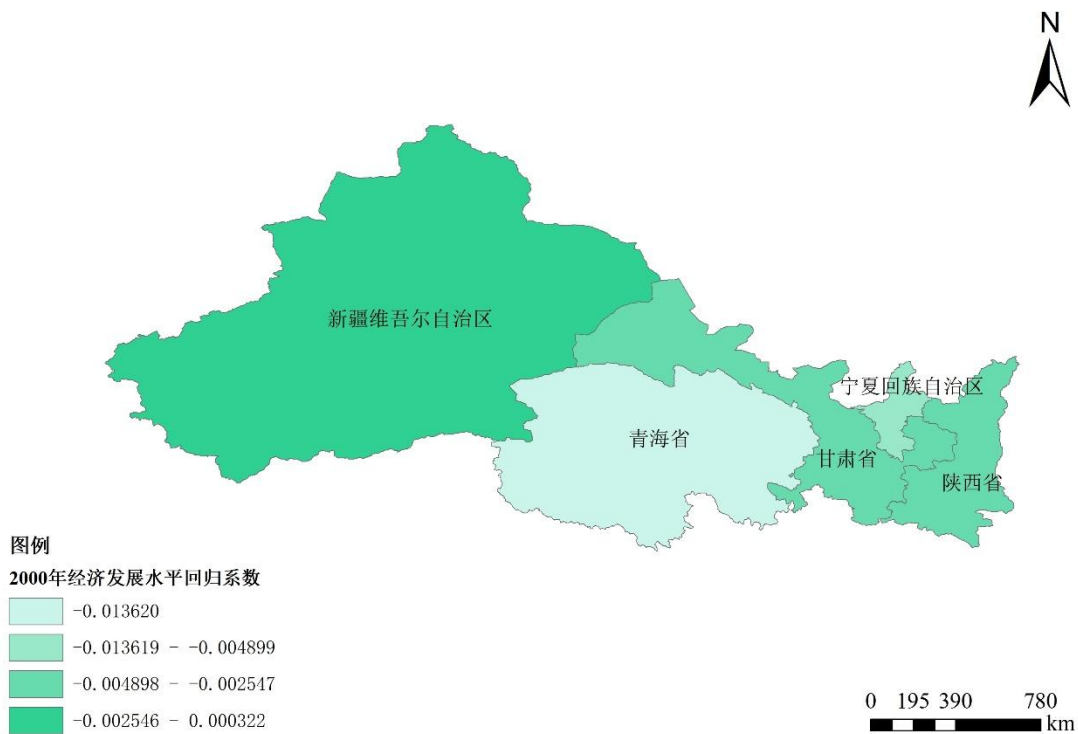 N
新疆维吾尔自治区
宁夏回族自治区
青海省
甘肃省
陕西省
图例
2000年经济发展水平回归系数
-0.013620
-0.013619 - -0.004899
-0.004898 - -0.002547
-0.002546 - 0.000322
0 195 390 780
km